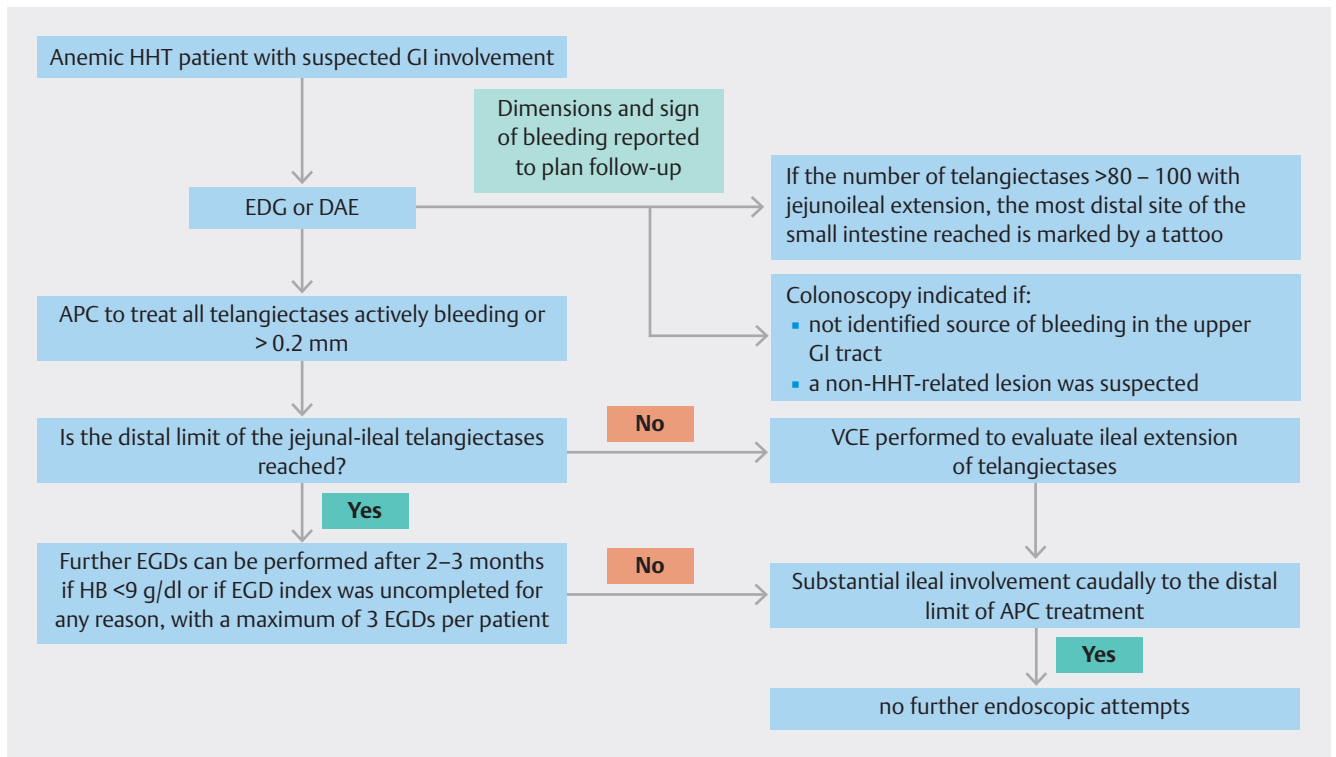 Anemic HHT patient with suspected GI involvement
Dimensions and sign
of bleeding reported
to plan follow-up
EDG or DAE
If the number of telangiectases >80 – 100 with
jejunoileal extension, the most distal site of the
small intestine reached is marked by a tattoo
APC to treat all telangiectases actively bleeding or
> 0.2 mm
Colonoscopy indicated if:
▪ not identified source of bleeding in the upper
GI tract
▪ a non-HHT-related lesion was suspected
Is the distal limit of the jejunal-ileal telangiectases
reached?
No
VCE performed to evaluate ileal extension
of telangiectases
Yes
Further EGDs can be performed after 2–3 months
if HB <9 g/dl or if EGD index was uncompleted for
any reason, with a maximum of 3 EGDs per patient
No
Substantial ileal involvement caudally to the distal
limit of APC treatment
Yes
no further endoscopic attempts